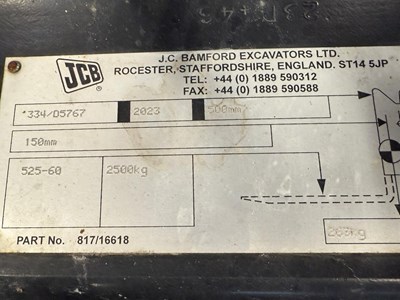 JCB
J.C. BAMFORD EXCAVATORS LTD.
ROCESTER, STAFFORDSHIRE, ENGLAND. ST14 5JP
TEL: +44 (0) 1889 590312
FAX: +44 (0) 1889 590588
*334/D5767 2023 500mm
150mm
525-60 2500kg
263kg
PART No. 817/16618